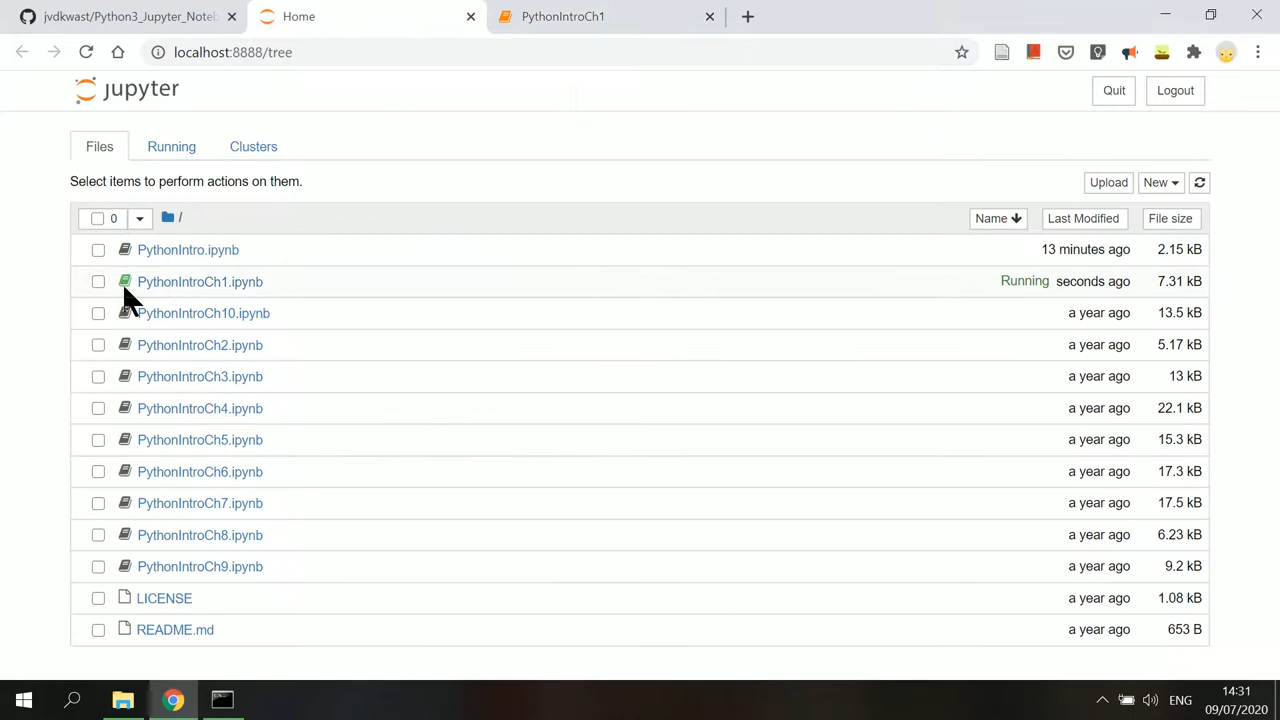 jvdkwast/Python3_Jupyter_Noteb
Home
PythonIntroCh1
localhost:8888/tree
jupyter
Quit
Logout
Files
Running
Clusters
Select items to perform actions on them.
Upload
New
0
/
Name
Last Modified
File size
PythonIntro.ipynb 13 minutes ago 2.15 kB
PythonIntroCh1.ipynb Running seconds ago 7.31 kB
PythonIntroCh10.ipynb a year ago 13.5 kB
PythonIntroCh2.ipynb a year ago 5.17 kB
PythonIntroCh3.ipynb a year ago 13 kB
PythonIntroCh4.ipynb a year ago 22.1 kB
PythonIntroCh5.ipynb a year ago 15.3 kB
PythonIntroCh6.ipynb a year ago 17.3 kB
PythonIntroCh7.ipynb a year ago 17.5 kB
PythonIntroCh8.ipynb a year ago 6.23 kB
PythonIntroCh9.ipynb a year ago 9.2 kB
LICENSE a year ago 1.08 kB
README.md a year ago 653 B
ENG
14:31
09/07/2020